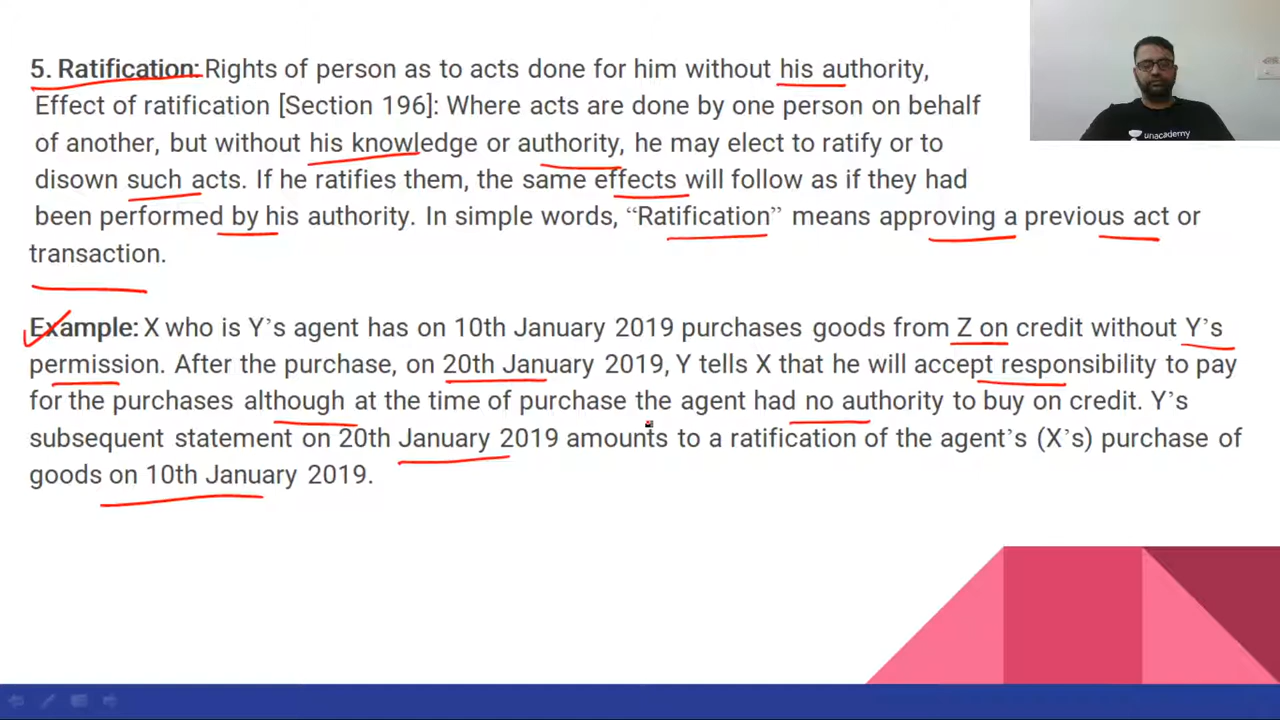 unacademy
5. Ratification: Rights of person as to acts done for him without his authority,
Effect of ratification [Section 196]: Where acts are done by one person on behalf
of another, but without his knowledge or authority, he may elect to ratify or to
disown such acts. If he ratifies them, the same effects will follow as if they had
been performed by his authority. In simple words, “Ratification” means approving a previous act or
transaction.
Example: X who is Y’s agent has on 10th January 2019 purchases goods from Z on credit without Y’s
permission. After the purchase, on 20th January 2019, Y tells X that he will accept responsibility to pay
for the purchases although at the time of purchase the agent had no authority to buy on credit. Y’s
subsequent statement on 20th January 2019 amounts to a ratification of the agent’s (X’s) purchase of
goods on 10th January 2019.